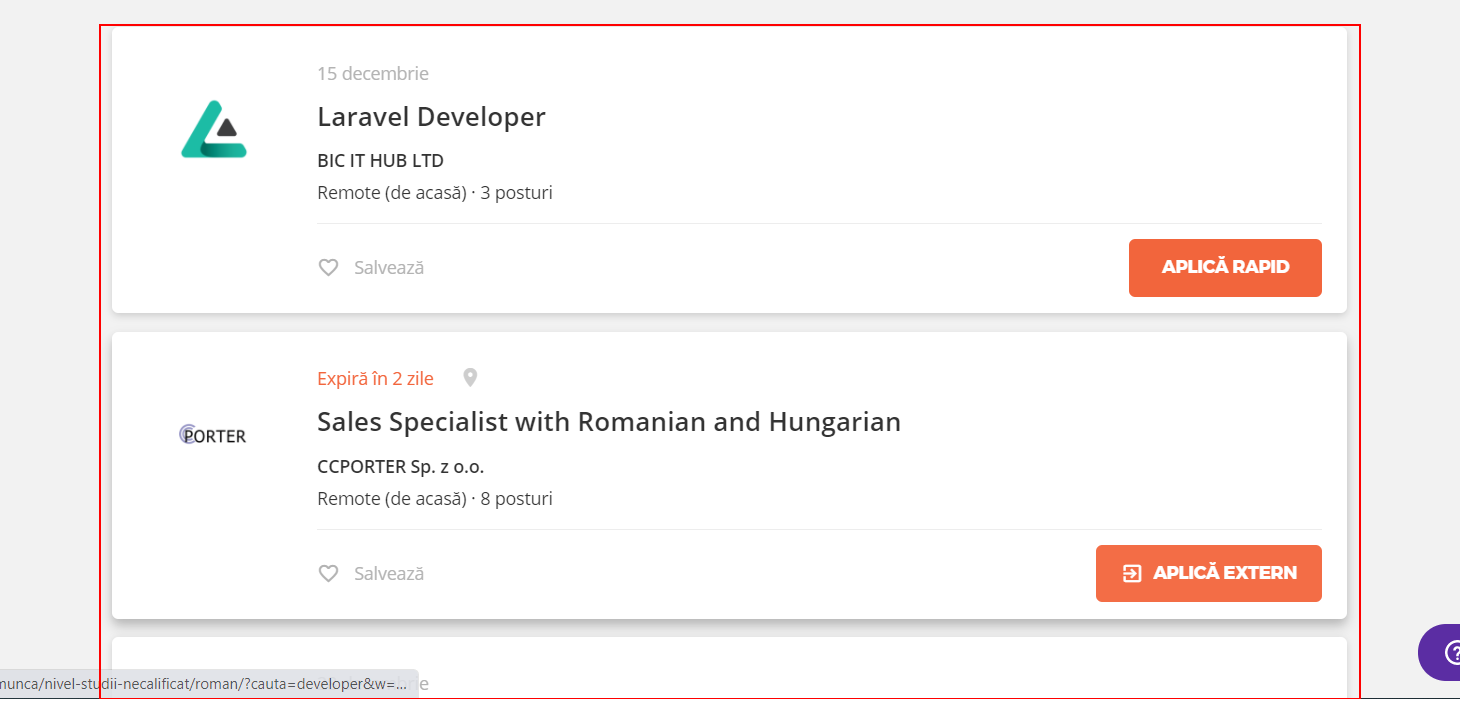 15 decembrie
Laravel Developer
BIC IT HUB LTD
Remote (de acasă) · 3 posturi
Salvează
APLICĂ RAPID
Expiră în 2 zile
PORTER
Sales Specialist with Romanian and Hungarian
CCPORTER Sp. z o.o.
Remote (de acasă) · 8 posturi
Salvează
APLICĂ EXTERN
munca/nivel-studii-necalificat/roman/?cauta=developer&w=...